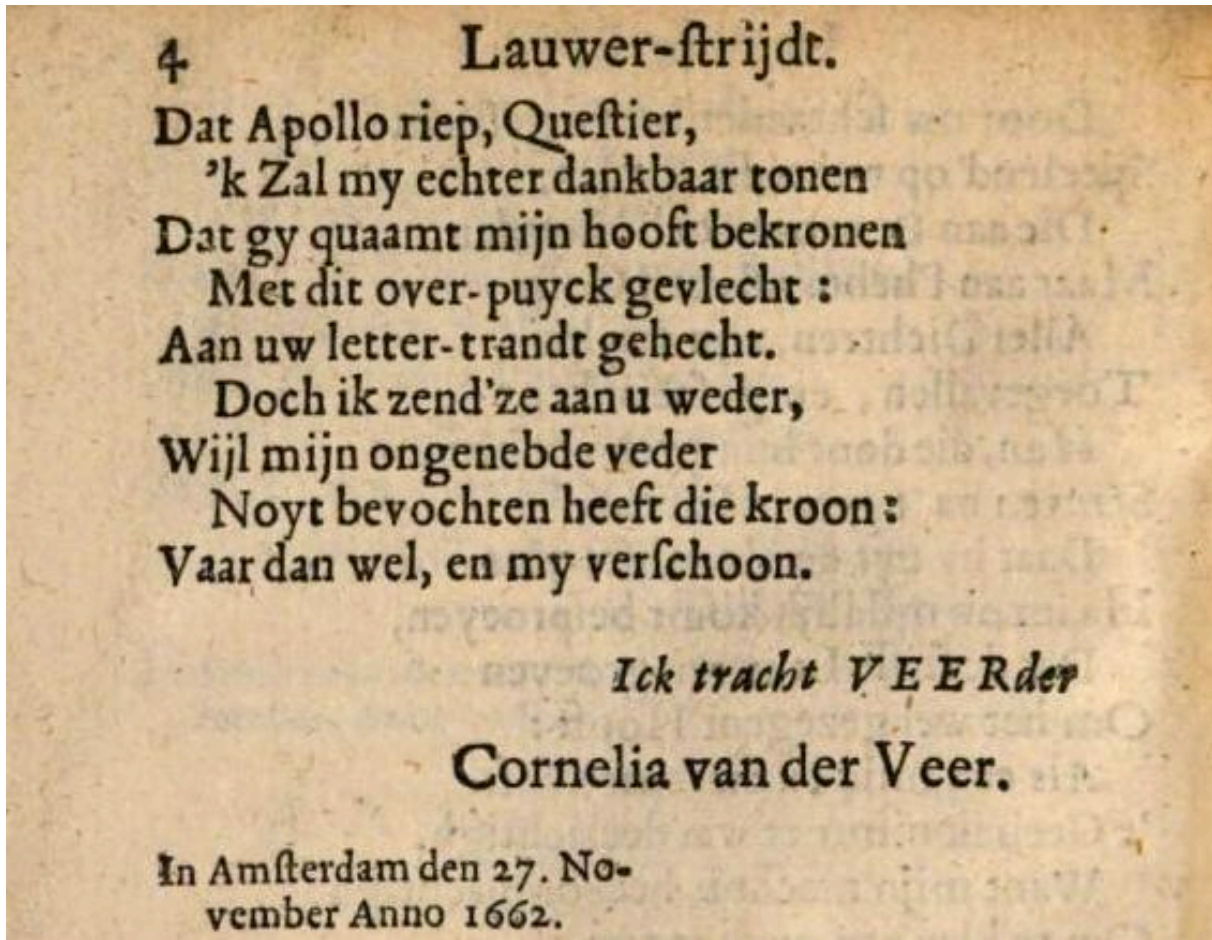 4 Lauwer-ſtrijdt.
Dat Apollo riep, Queſtier,
'k Zal my echter dankbaar tonen
Dat gy quaamt mijn hooft bekronen
Met dit over-puyck gevlecht :
Aan uw letter-trandt gehecht.
Doch ik zend'ze aan u weder,
Wijl mijn ongenebde veder
Noyt bevochten heeft die kroon:
Vaar dan wel, en my verſchoon.
Ick tracht VEERder
Cornelia van der Veer.
In Amſterdam den 27. No-
vember Anno 1662.